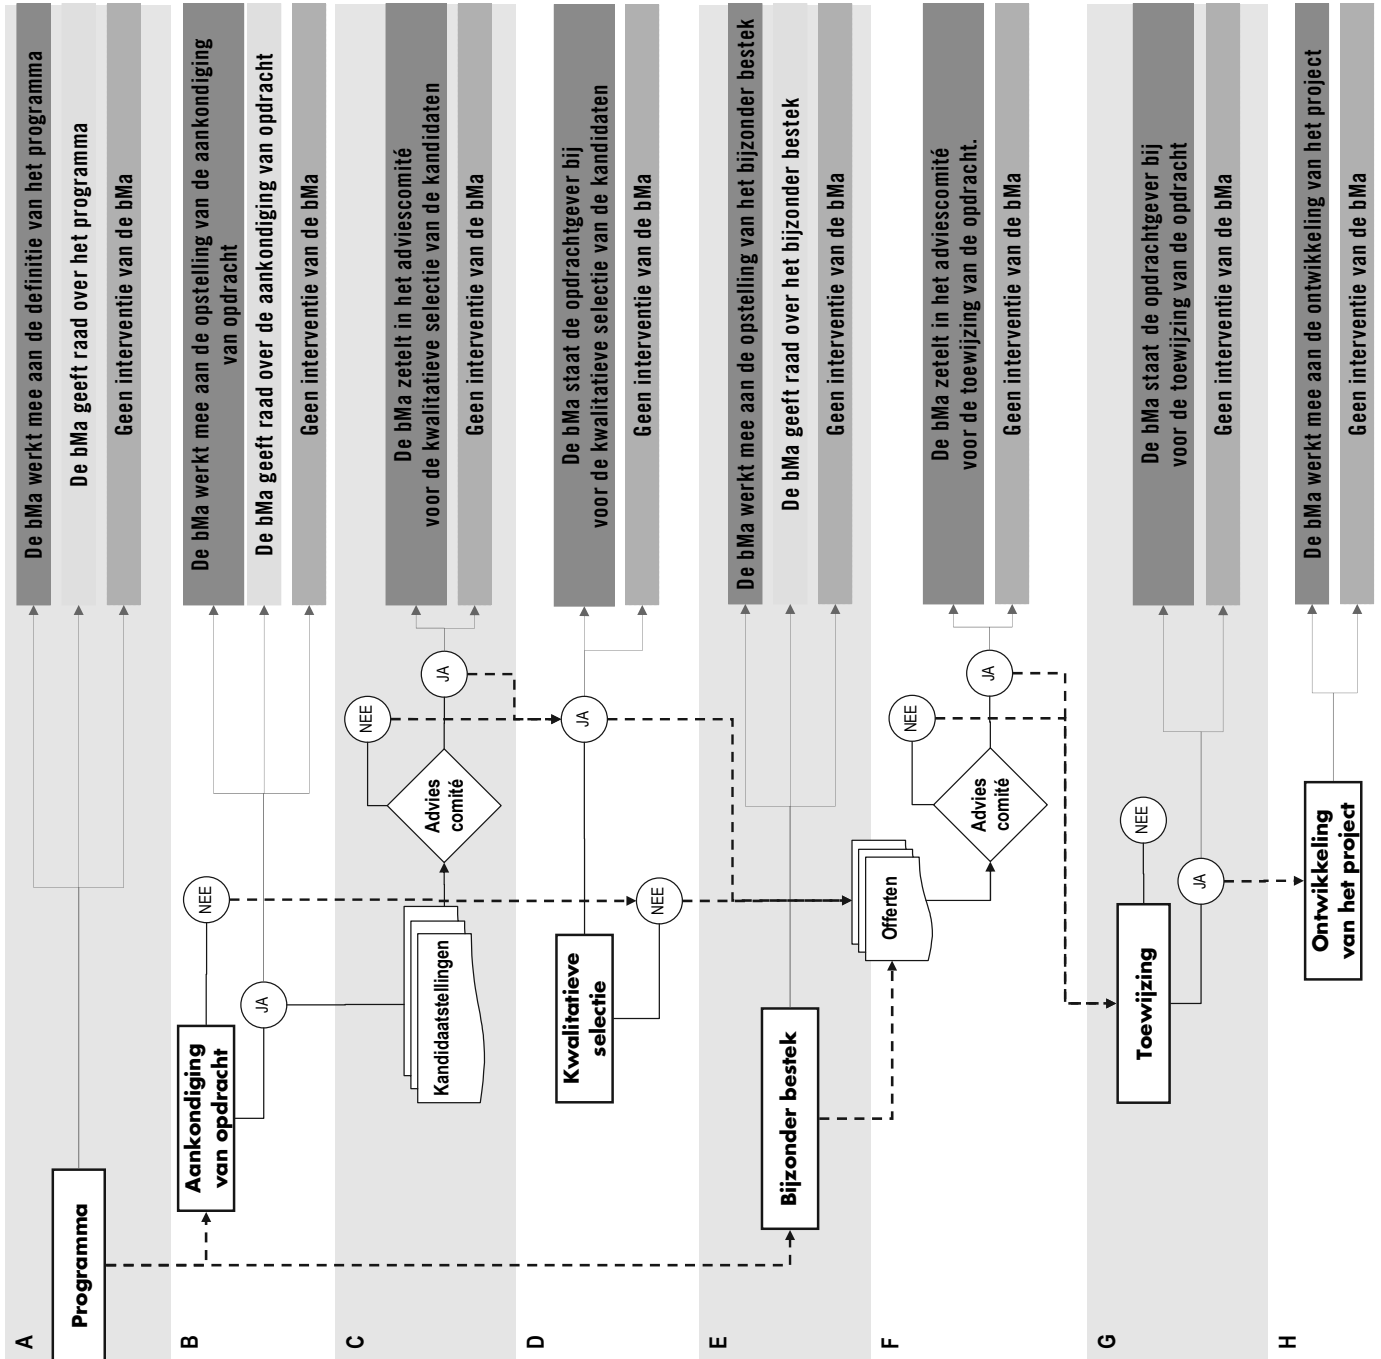 A
Programma
De bMa werkt mee aan de definitie van het programma
De bMa geeft raad over het programma
Geen interventie van de bMa
B
Aankondiging
van opdracht
NEE
JA
De bMa werkt mee aan de opstelling van de aankondiging
van opdracht
De bMa geeft raad over de aankondiging van opdracht
Geen interventie van de bMa
C
Kandidaatstellingen
Advies
comité
NEE
JA
De bMa zetelt in het adviescomité
voor de kwalitatieve selectie van de kandidaten
Geen interventie van de bMa
D
Kwalitatieve
selectie
NEE
JA
De bMa staat de opdrachtgever bij
voor de kwalitatieve selectie van de kandidaten
Geen interventie van de bMa
E
Bijzonder bestek
De bMa werkt mee aan de opstelling van het bijzonder bestek
De bMa geeft raad over het bijzonder bestek
Geen interventie van de bMa
F
Offerten
Advies
comité
NEE
JA
De bMa zetelt in het adviescomité
voor de toewijzing van de opdracht.
Geen interventie van de bMa
G
Toewijzing
NEE
JA
De bMa staat de opdrachtgever bij
voor de toewijzing van de opdracht
Geen interventie van de bMa
H
Ontwikkeling
van het project
De bMa werkt mee aan de ontwikkeling van het project
Geen interventie van de bMa